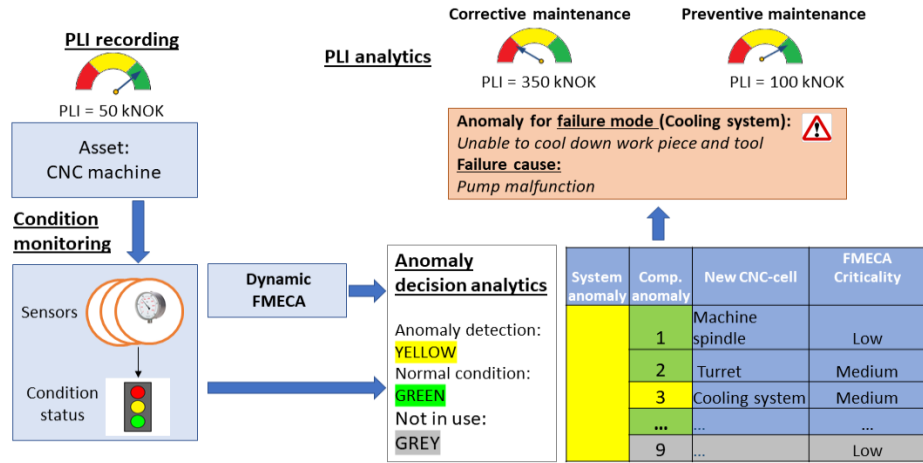 PLI recording
PLI = 50 kNOK
Asset:
CNC machine
Condition
monitoring
Sensors
Condition
status
Dynamic
FMECA
PLI analytics
Corrective maintenance
PLI = 350 kNOK
Preventive maintenance
PLI = 100 kNOK
Anomaly for failure mode (Cooling system):
Unable to cool down work piece and tool
Failure cause:
Pump malfunction
Anomaly
decision analytics
Anomaly detection:
YELLOW
Normal condition:
GREEN
Not in use:
GREY
System anomaly Comp. anomaly New CNC-cell FMECA Criticality
1 Machine spindle Low
2 Turret Medium
3 Cooling system Medium
... ... ...
9 ... Low